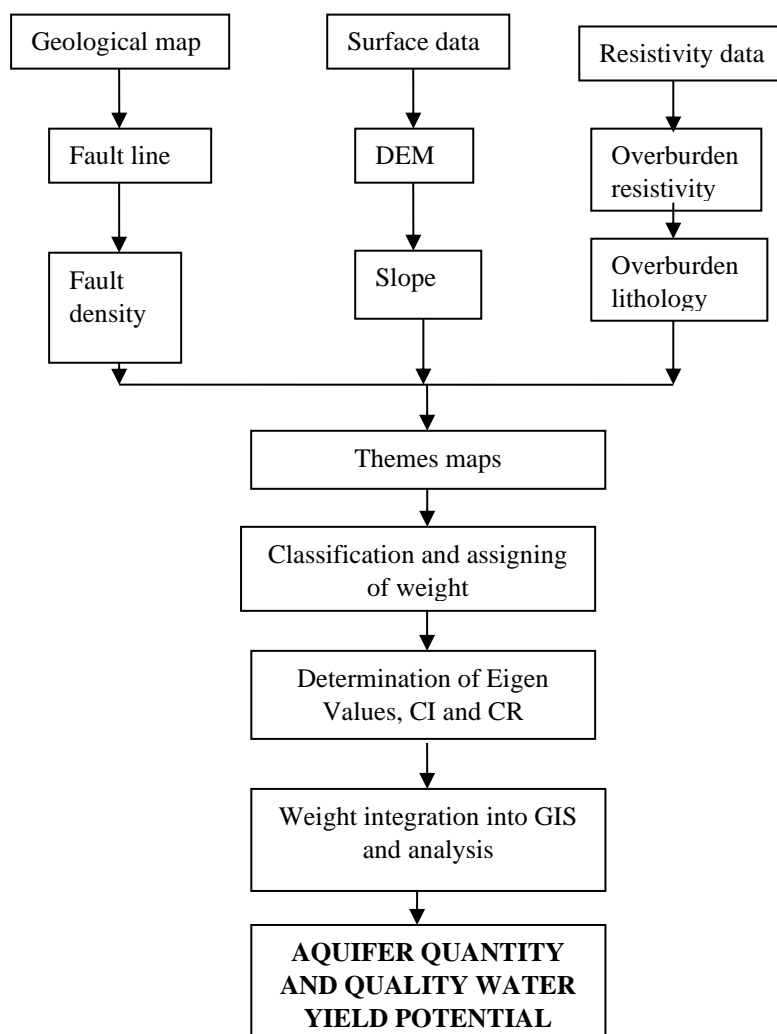 Geological map
Surface data
Resistivity data
Fault line
DEM
Overburden
resistivity
Fault
density
Slope
Overburden
lithology
Themes maps
Classification and assigning
of weight
Determination of Eigen
Values, CI and CR
Weight integration into GIS
and analysis
AQUIFER QUANTITY
AND QUALITY WATER
YIELD POTENTIAL